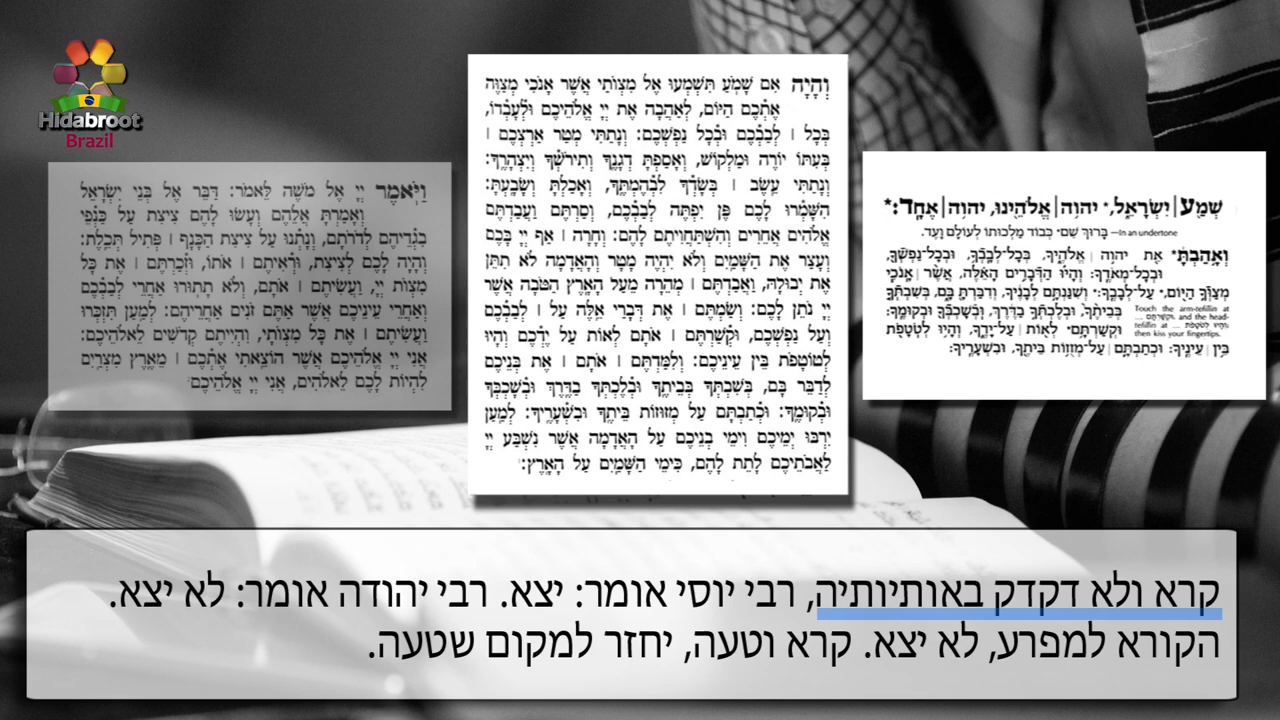 Hidabroot
Brazil
שְׁמַע | יִשְׂרָאֵל,* יהוה | אֱלֹהֵינוּ, יהוה | אֶחָד:*
In an undertone— בָּרוּךְ שֵׁם כְּבוֹד מַלְכוּתוֹ לְעוֹלָם וָעֶד.
וְאָהַבְתָּ* אֵת יהוה | אֱלֹהֶיךָ, בְּכָל־לְבָבְךָ, וּבְכָל־נַפְשְׁךָ,
וּבְכָל־מְאֹדֶךָ: וְהָיוּ הַדְּבָרִים הָאֵלֶּה, אֲשֶׁר | אָנֹכִי
מְצַוְּךָ הַיּוֹם,* עַל־לְבָבֶךָ: וְשִׁנַּנְתָּם לְבָנֶיךָ, וְדִבַּרְתָּ בָּם, בְּשִׁבְתְּךָ
בְּבֵיתֶךָ, וּבְלֶכְתְּךָ בַדֶּרֶךְ, וּבְשָׁכְבְּךָ וּבְקוּמֶךָ:
Touch the arm-tefillin at
... וּקְשַׁרְתָּם and the head-
tefillin at וְהָיוּ לְטֹטָפֹת ...
then kiss your fingertips.
וּקְשַׁרְתָּם* לְאוֹת | עַל־יָדֶךָ, וְהָיוּ לְטֹטָפֹת
בֵּין | עֵינֶיךָ: וּכְתַבְתָּם | עַל־מְזֻזוֹת בֵּיתֶךָ, וּבִשְׁעָרֶיךָ:
וְהָיָה אִם שָׁמֹעַ תִּשְׁמְעוּ אֶל מִצְוֹתַי אֲשֶׁר אָנֹכִי מְצַוֶּה
אֶתְכֶם הַיּוֹם, לְאַהֲבָה אֶת יְיָ אֱלֹהֵיכֶם וּלְעָבְדוֹ,
בְּכָל | לְבַבְכֶם וּבְכָל נַפְשְׁכֶם: וְנָתַתִּי מְטַר אַרְצְכֶם |
בְּעִתּוֹ יוֹרֶה וּמַלְקוֹשׁ, וְאָסַפְתָּ דְגָנֶךָ וְתִירֹשְׁךָ וְיִצְהָרֶךָ:
וְנָתַתִּי עֵשֶׂב | בְּשָׂדְךָ לִבְהֶמְתֶּךָ, וְאָכַלְתָּ וְשָׂבָעְתָּ:
הִשָּׁמְרוּ לָכֶם פֶּן יִפְתֶּה לְבַבְכֶם, וְסַרְתֶּם וַעֲבַדְתֶּם
אֱלֹהִים אֲחֵרִים וְהִשְׁתַּחֲוִיתֶם לָהֶם: וְחָרָה | אַף יְיָ בָּכֶם
וְעָצַר אֶת הַשָּׁמַיִם וְלֹא יִהְיֶה מָטָר וְהָאֲדָמָה לֹא תִתֵּן
אֶת יְבוּלָהּ, וַאֲבַדְתֶּם | מְהֵרָה מֵעַל הָאָרֶץ הַטֹּבָה אֲשֶׁר
יְיָ נֹתֵן לָכֶם: וְשַׂמְתֶּם | אֶת דְּבָרַי אֵלֶּה עַל | לְבַבְכֶם
וְעַל נַפְשְׁכֶם, וּקְשַׁרְתֶּם | אֹתָם לְאוֹת עַל יֶדְכֶם וְהָיוּ
לְטוֹטָפֹת בֵּין עֵינֵיכֶם: וְלִמַּדְתֶּם | אֹתָם | אֶת בְּנֵיכֶם
לְדַבֵּר בָּם, בְּשִׁבְתְּךָ בְּבֵיתֶךָ וּבְלֶכְתְּךָ בַדֶּרֶךְ וּבְשָׁכְבְּךָ
וּבְקוּמֶךָ: וּכְתַבְתָּם עַל מְזוּזוֹת בֵּיתֶךָ וּבִשְׁעָרֶיךָ: לְמַעַן
יִרְבּוּ יְמֵיכֶם וִימֵי בְנֵיכֶם עַל הָאֲדָמָה אֲשֶׁר נִשְׁבַּע יְיָ
לַאֲבֹתֵיכֶם לָתֵת לָהֶם, כִּימֵי הַשָּׁמַיִם עַל הָאָרֶץ:
וַיֹּאמֶר יְיָ אֶל מֹשֶׁה לֵּאמֹר: דַּבֵּר אֶל בְּנֵי יִשְׂרָאֵל
וְאָמַרְתָּ אֲלֵהֶם וְעָשׂוּ לָהֶם צִיצִת עַל כַּנְפֵי
בִגְדֵיהֶם לְדֹרֹתָם, וְנָתְנוּ עַל צִיצִת הַכָּנָף | פְּתִיל תְּכֵלֶת:
וְהָיָה לָכֶם לְצִיצִת, וּרְאִיתֶם | אֹתוֹ, וּזְכַרְתֶּם | אֶת כָּל
מִצְוֹת יְיָ, וַעֲשִׂיתֶם | אֹתָם, וְלֹא תָתוּרוּ אַחֲרֵי לְבַבְכֶם
וְאַחֲרֵי עֵינֵיכֶם אֲשֶׁר אַתֶּם זֹנִים אַחֲרֵיהֶם: לְמַעַן תִּזְכְּרוּ
וַעֲשִׂיתֶם | אֶת כָּל מִצְוֹתָי, וִהְיִיתֶם קְדֹשִׁים לֵאלֹהֵיכֶם:
אֲנִי יְיָ אֱלֹהֵיכֶם אֲשֶׁר הוֹצֵאתִי אֶתְכֶם | מֵאֶרֶץ מִצְרַיִם
לִהְיוֹת לָכֶם לֵאלֹהִים, אֲנִי יְיָ אֱלֹהֵיכֶם
קרא ולא דקדק באותיותיה, רבי יוסי אומר: יצא. רבי יהודה אומר: לא יצא.
הקורא למפרע, לא יצא. קרא וטעה, יחזר למקום שטעה.